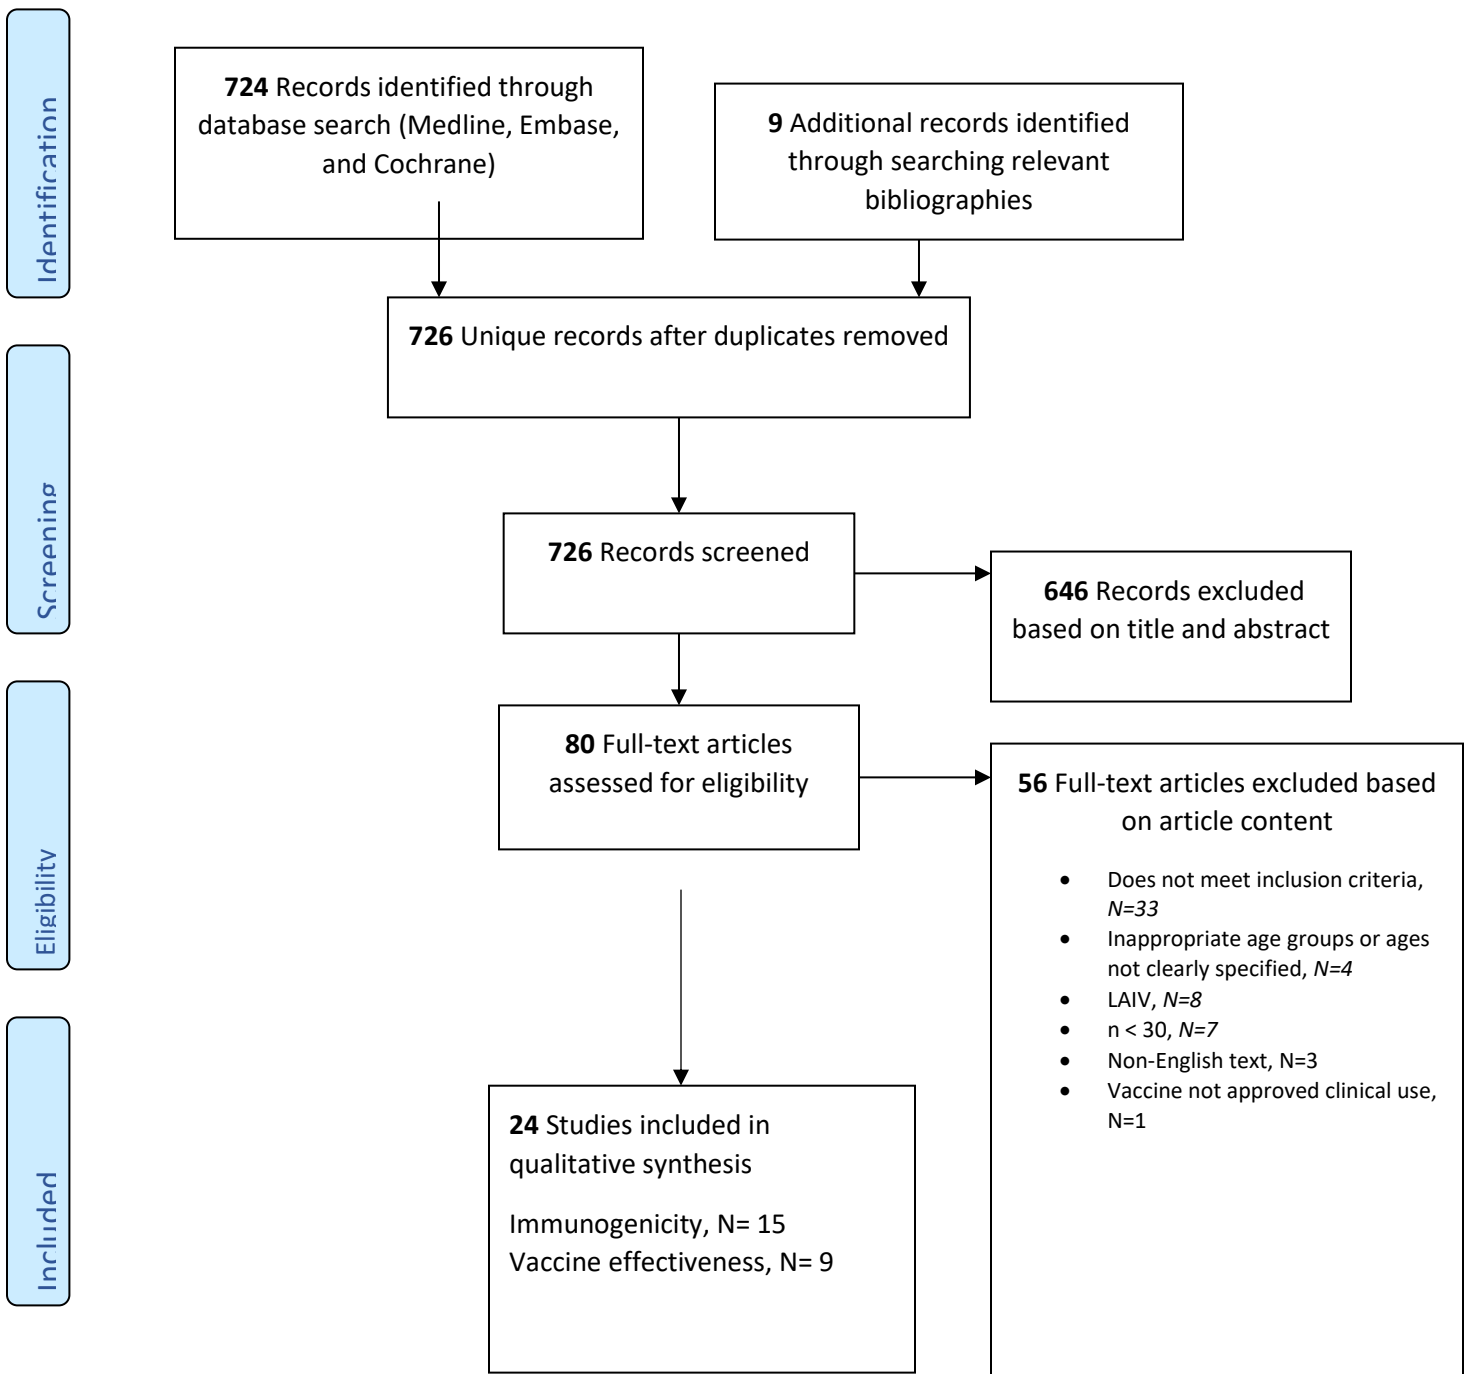 Identification
724 Records identified through
database search (Medline, Embase,
and Cochrane)
9 Additional records identified
through searching relevant
bibliographies
726 Unique records after duplicates removed
Screening
726 Records screened
646 Records excluded
based on title and abstract
Eligibility
80 Full-text articles
assessed for eligibility
56 Full-text articles excluded based
on article content
• Does not meet inclusion criteria,
N=33
• Inappropriate age groups or ages
not clearly specified, N=4
• LAIV, N=8
• n < 30, N=7
• Non-English text, N=3
• Vaccine not approved clinical use,
N=1
Included
24 Studies included in
qualitative synthesis
Immunogenicity, N= 15
Vaccine effectiveness, N= 9